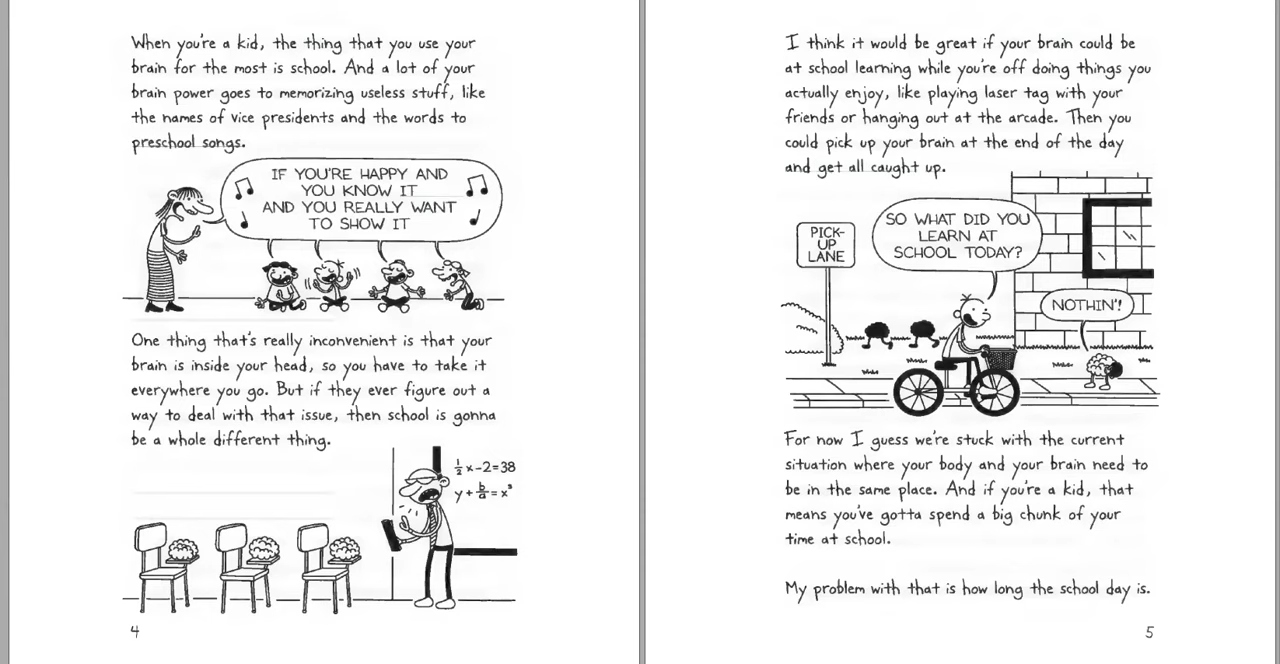 When you're a kid, the thing that you use your
brain for the most is school. And a lot of your
brain power goes to memorizing useless stuff, like
the names of vice presidents and the words to
preschool songs.
IF YOU'RE HAPPY AND
YOU KNOW IT
AND YOU REALLY WANT
TO SHOW IT
One thing that's really inconvenient is that your
brain is inside your head, so you have to take it
everywhere you go. But if they ever figure out a
way to deal with that issue, then school is gonna
be a whole different thing.
½x-2=38
y+b/a=x³
4
I think it would be great if your brain could be
at school learning while you're off doing things you
actually enjoy, like playing laser tag with your
friends or hanging out at the arcade. Then you
could pick up your brain at the end of the day
and get all caught up.
PICK-
UP
LANE
SO WHAT DID YOU
LEARN AT
SCHOOL TODAY?
NOTHIN'!
For now I guess we're stuck with the current
situation where your body and your brain need to
be in the same place. And if you're a kid, that
means you've gotta spend a big chunk of your
time at school.
My problem with that is how long the school day is.
5